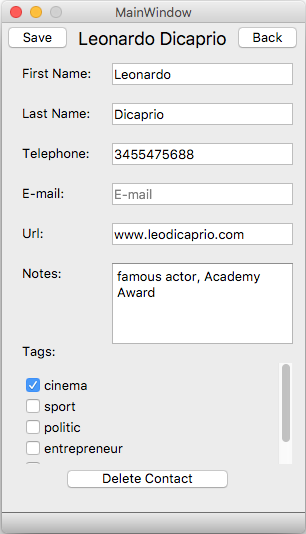 MainWindow
Save Leonardo Dicaprio Back
First Name: Leonardo
Last Name: Dicaprio
Telephone: 3455475688
E-mail: E-mail
Url: www.leodicaprio.com
Notes: famous actor, Academy
Award
Tags:
cinema
sport
politic
entrepreneur
Delete Contact